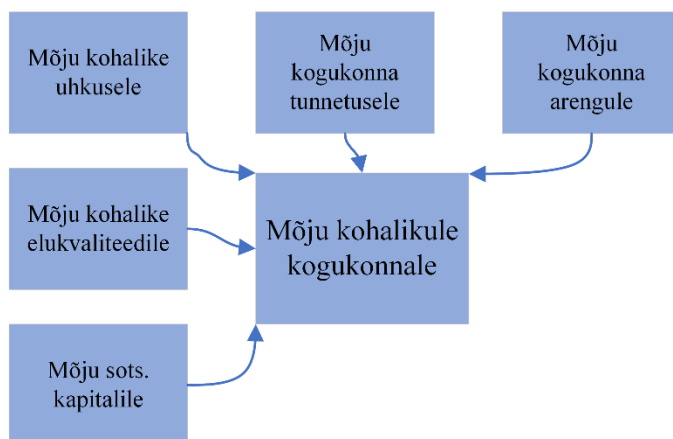 Mõju kohalike
uhkusele
Mõju
kogukonna
tunnetusele
Mõju
kogukonna
arengule
Mõju kohalike
elukvaliteedile
Mõju kohalikule
kogukonnale
Mõju sots.
kapitalile